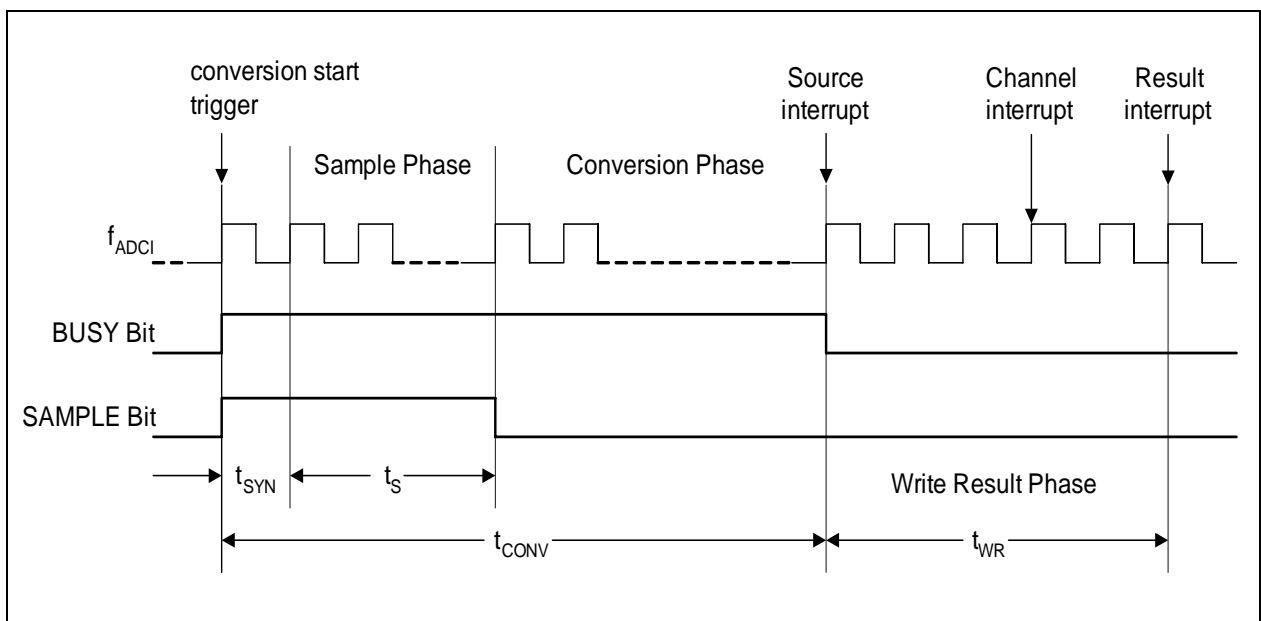 conversion start
trigger
Source
interrupt
Channel
interrupt
Result
interrupt
Sample Phase
Conversion Phase
fADCI
BUSY Bit
SAMPLE Bit
tSYN
tS
Write Result Phase
tCONV
tWR